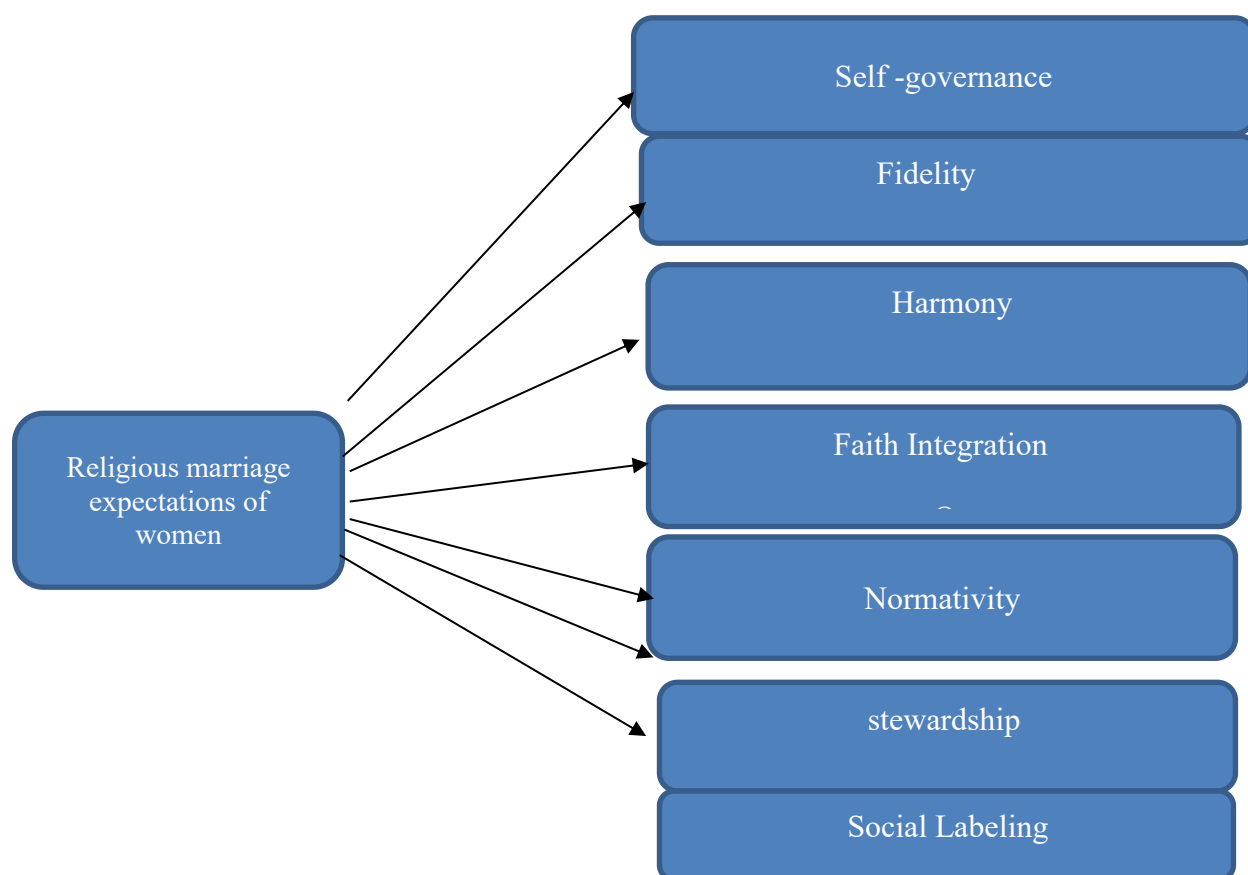 Self -governance
Fidelity
Harmony
Faith Integration
Religious marriage
expectations of
women
Normativity
stewardship
Social Labeling